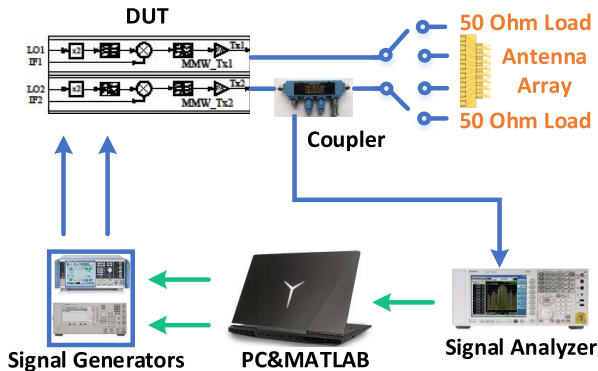 DUT
50 Ohm Load
LO1
x2
Tx1
IF1
MMW_Tx1
Antenna
Array
LO2
x2
Tx2
IF2
MMW_Tx2
50 Ohm Load
Coupler
Signal Generators
PC&MATLAB
Signal Analyzer